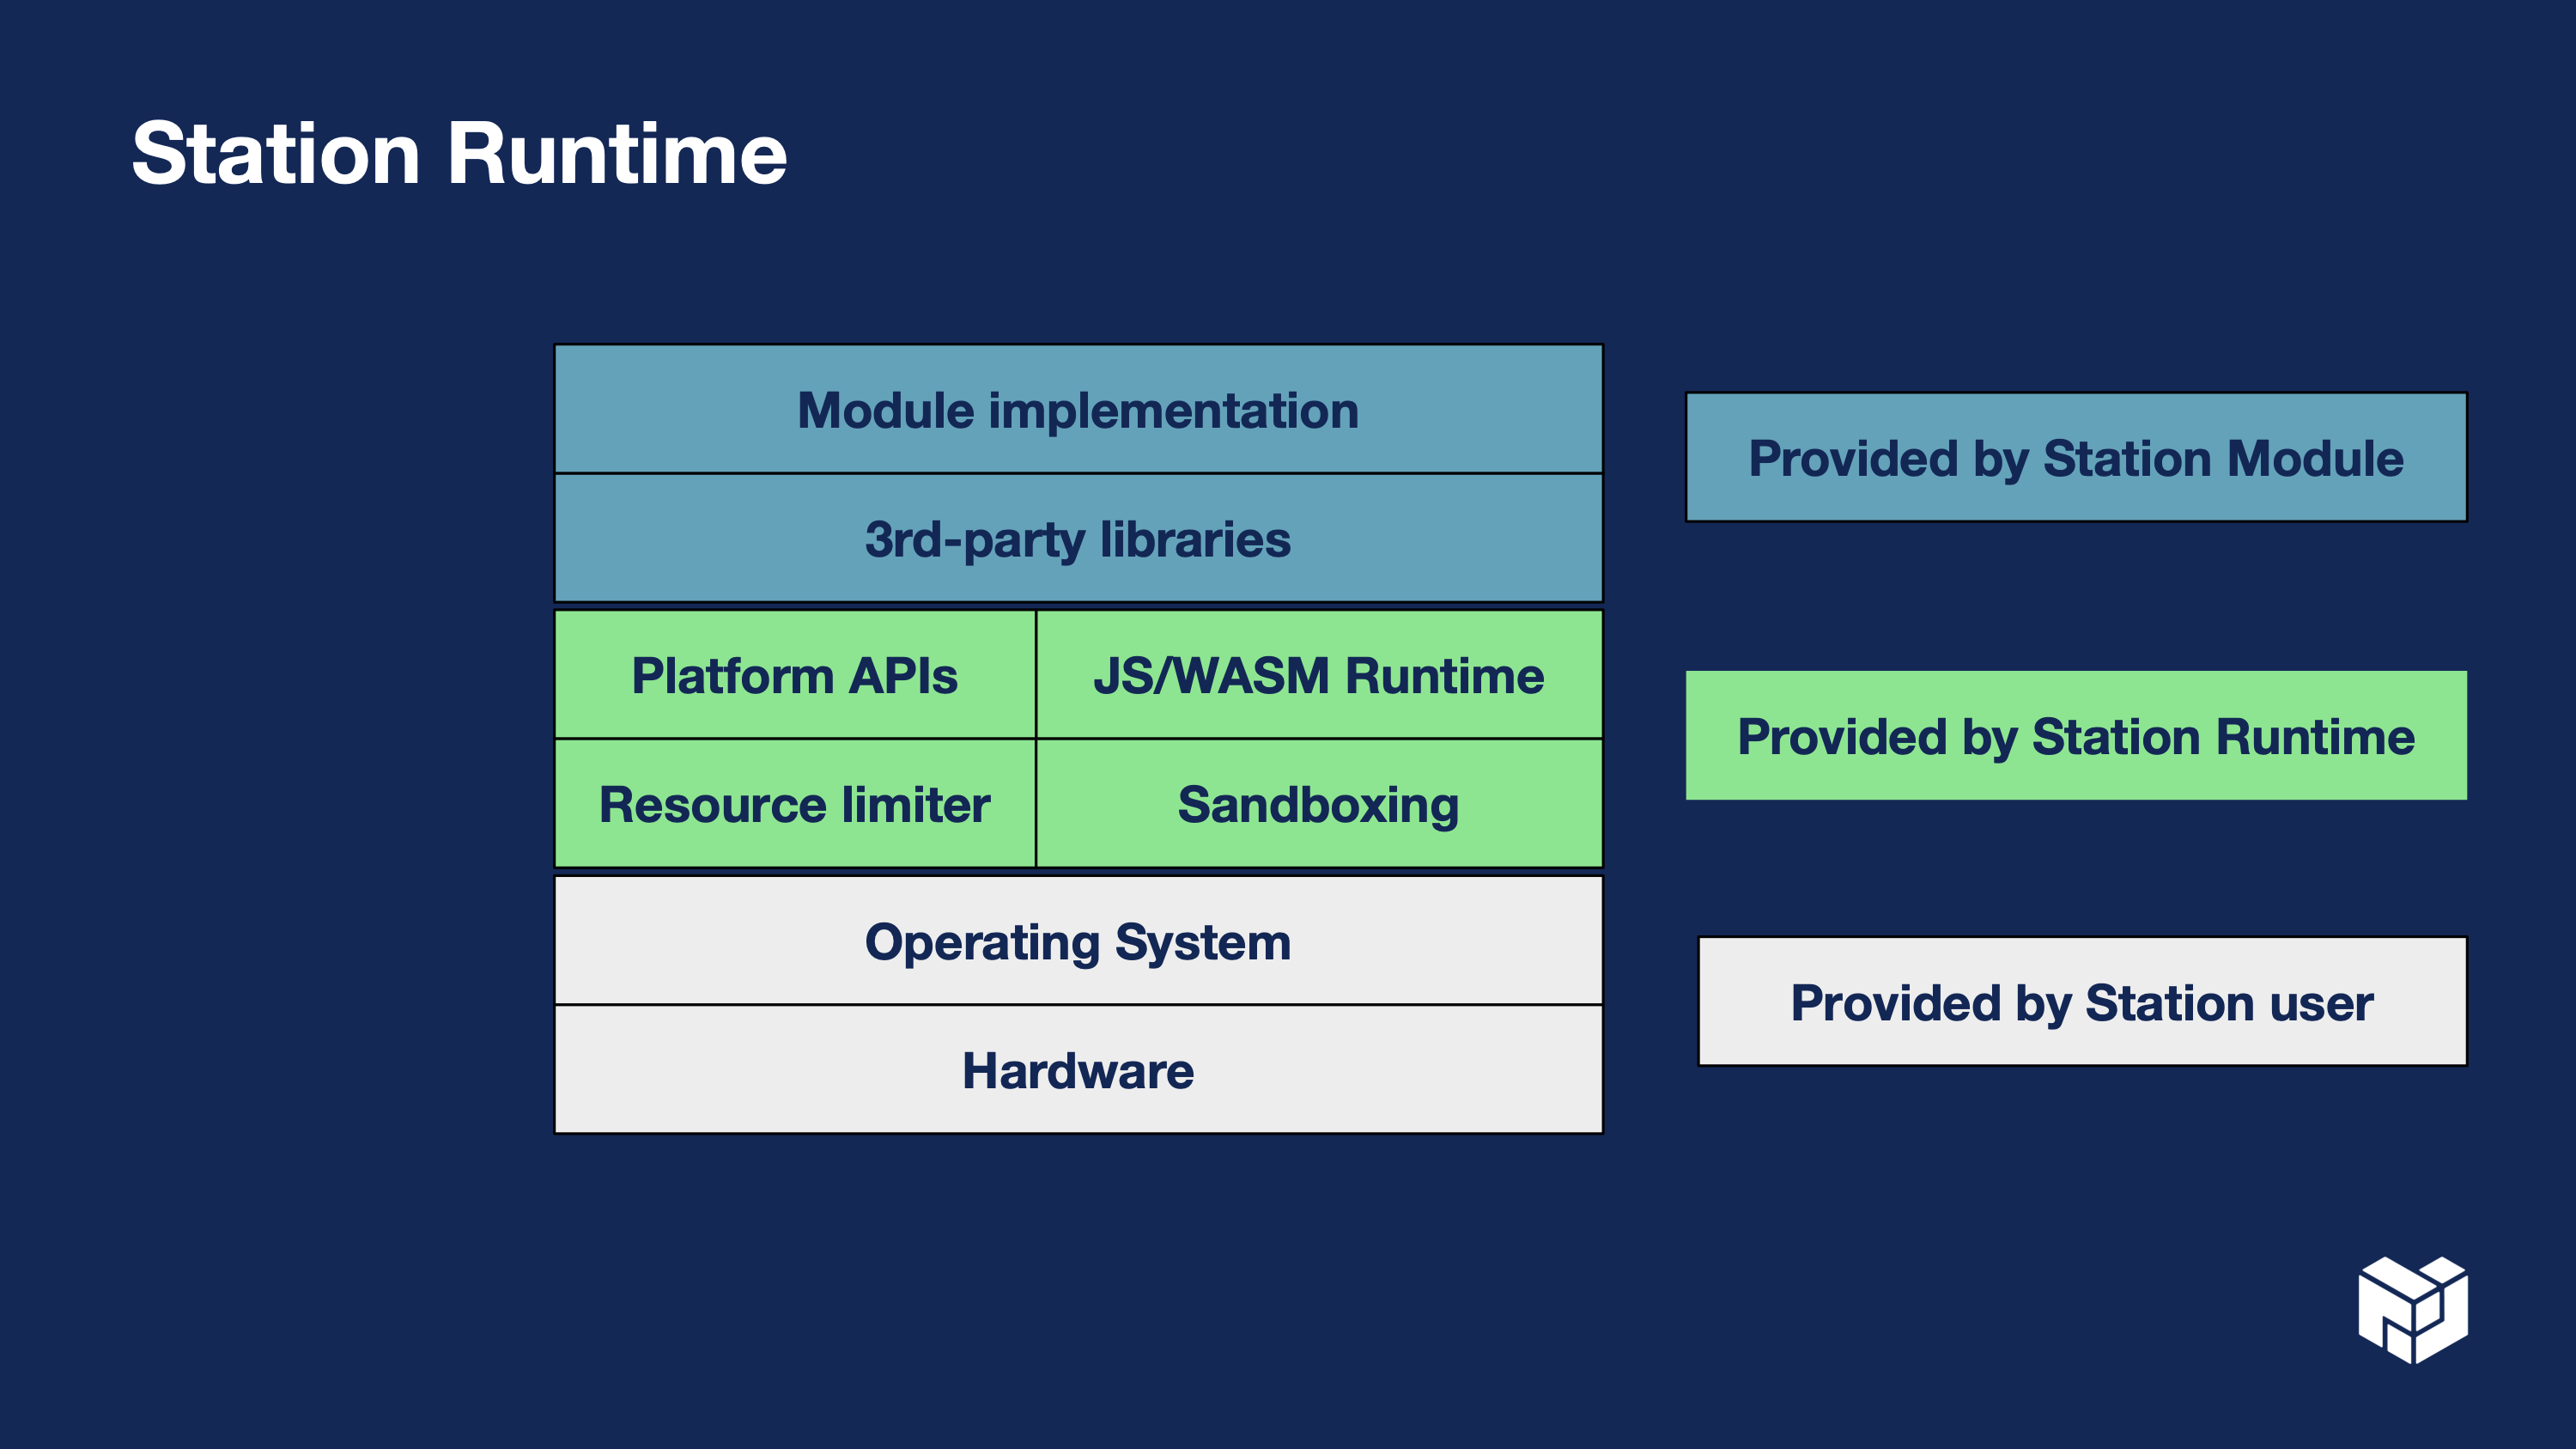 Station Runtime
Module implementation
3rd-party libraries
Platform APIs
JS/WASM Runtime
Resource limiter
Sandboxing
Operating System
Hardware
Provided by Station Module
Provided by Station Runtime
Provided by Station user